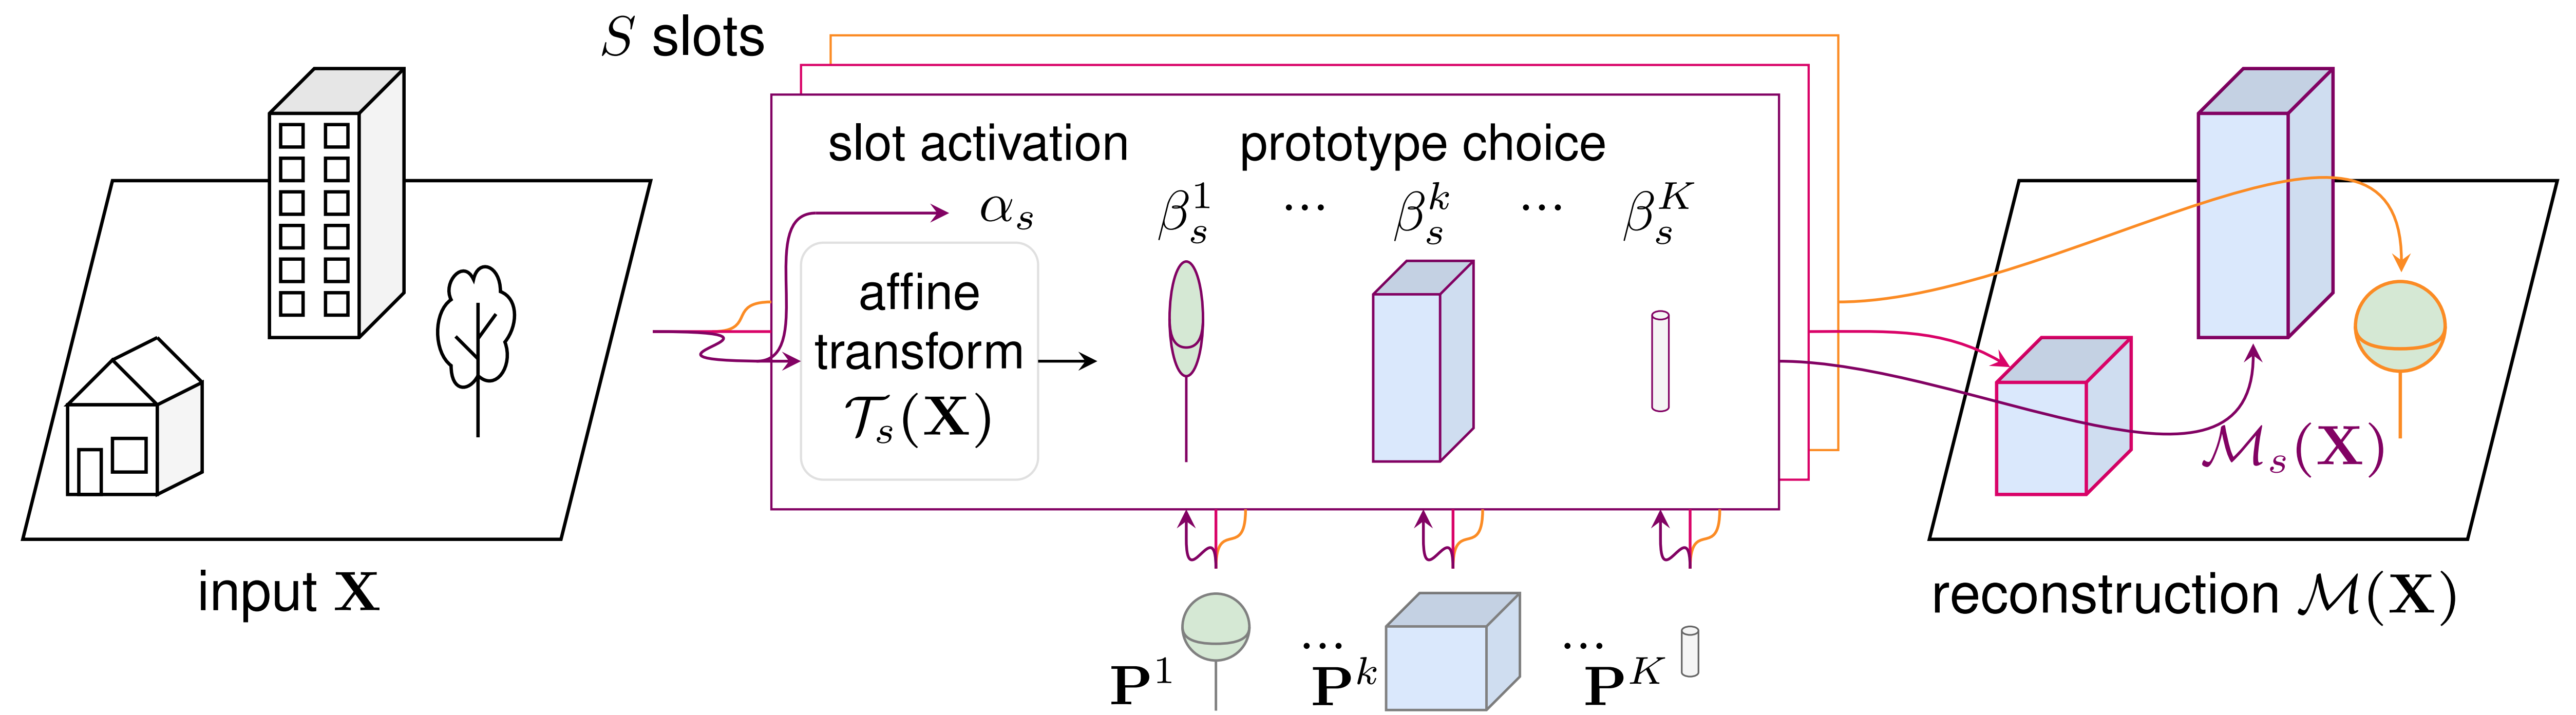 S slots
slot activation
prototype choice
α_s
β_s^1 ... β_s^k ... β_s^K
affine
transform
𝒯_s(𝐗)
ℳ_s(𝐗)
input 𝐗
reconstruction ℳ(𝐗)
𝐏^1 ... 𝐏^k ... 𝐏^K